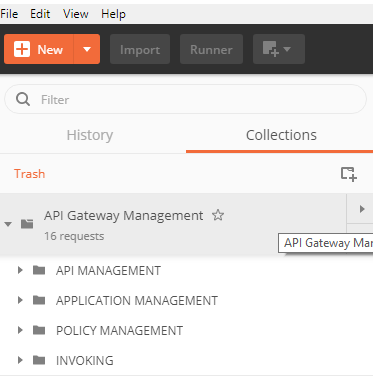 File Edit View Help
New Import Runner
Filter
History Collections
Trash
API Gateway Management
16 requests
API Gateway Mar
API MANAGEMENT
APPLICATION MANAGEMENT
POLICY MANAGEMENT
INVOKING